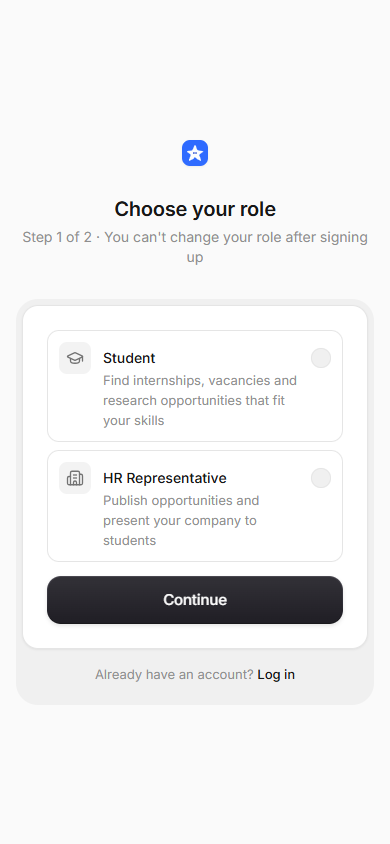 Choose your role
Step 1 of 2 · You can't change your role after signing
up
Student
Find internships, vacancies and
research opportunities that fit
your skills
HR Representative
Publish opportunities and
present your company to
students
Continue
Already have an account? Log in